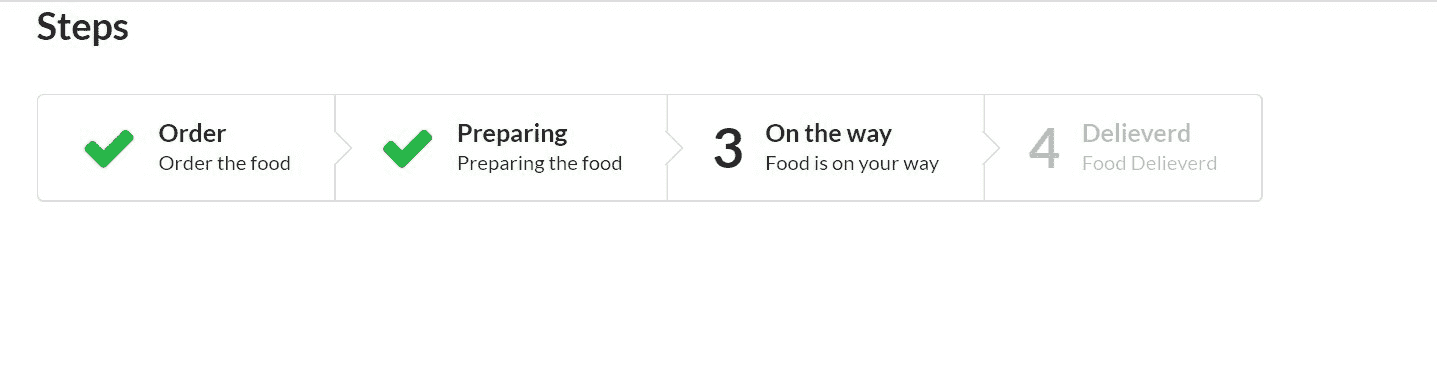 Steps
Order
Order the food
Preparing
Preparing the food
3
On the way
Food is on your way
4
Delieverd
Food Delieverd